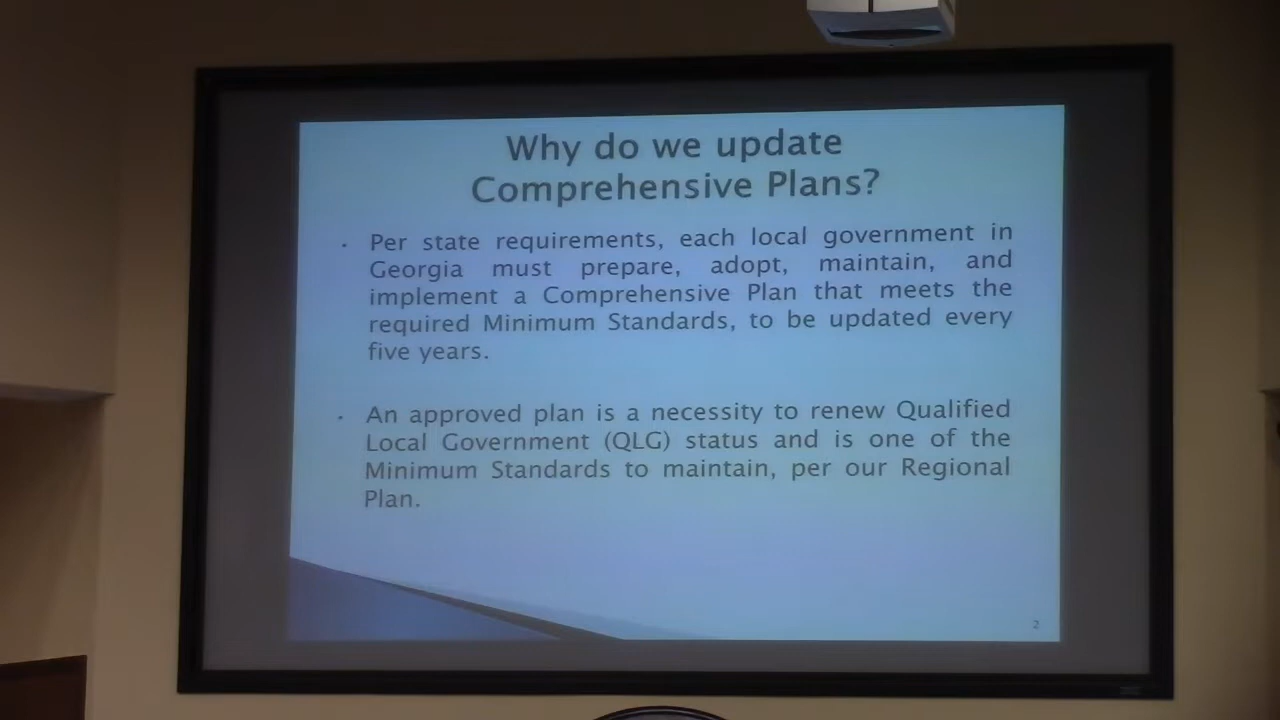 Why do we update
Comprehensive Plans?
· Per state requirements, each local government in
Georgia must prepare, adopt, maintain, and
implement a Comprehensive Plan that meets the
required Minimum Standards, to be updated every
five years.
· An approved plan is a necessity to renew Qualified
Local Government (QLG) status and is one of the
Minimum Standards to maintain, per our Regional
Plan.
2